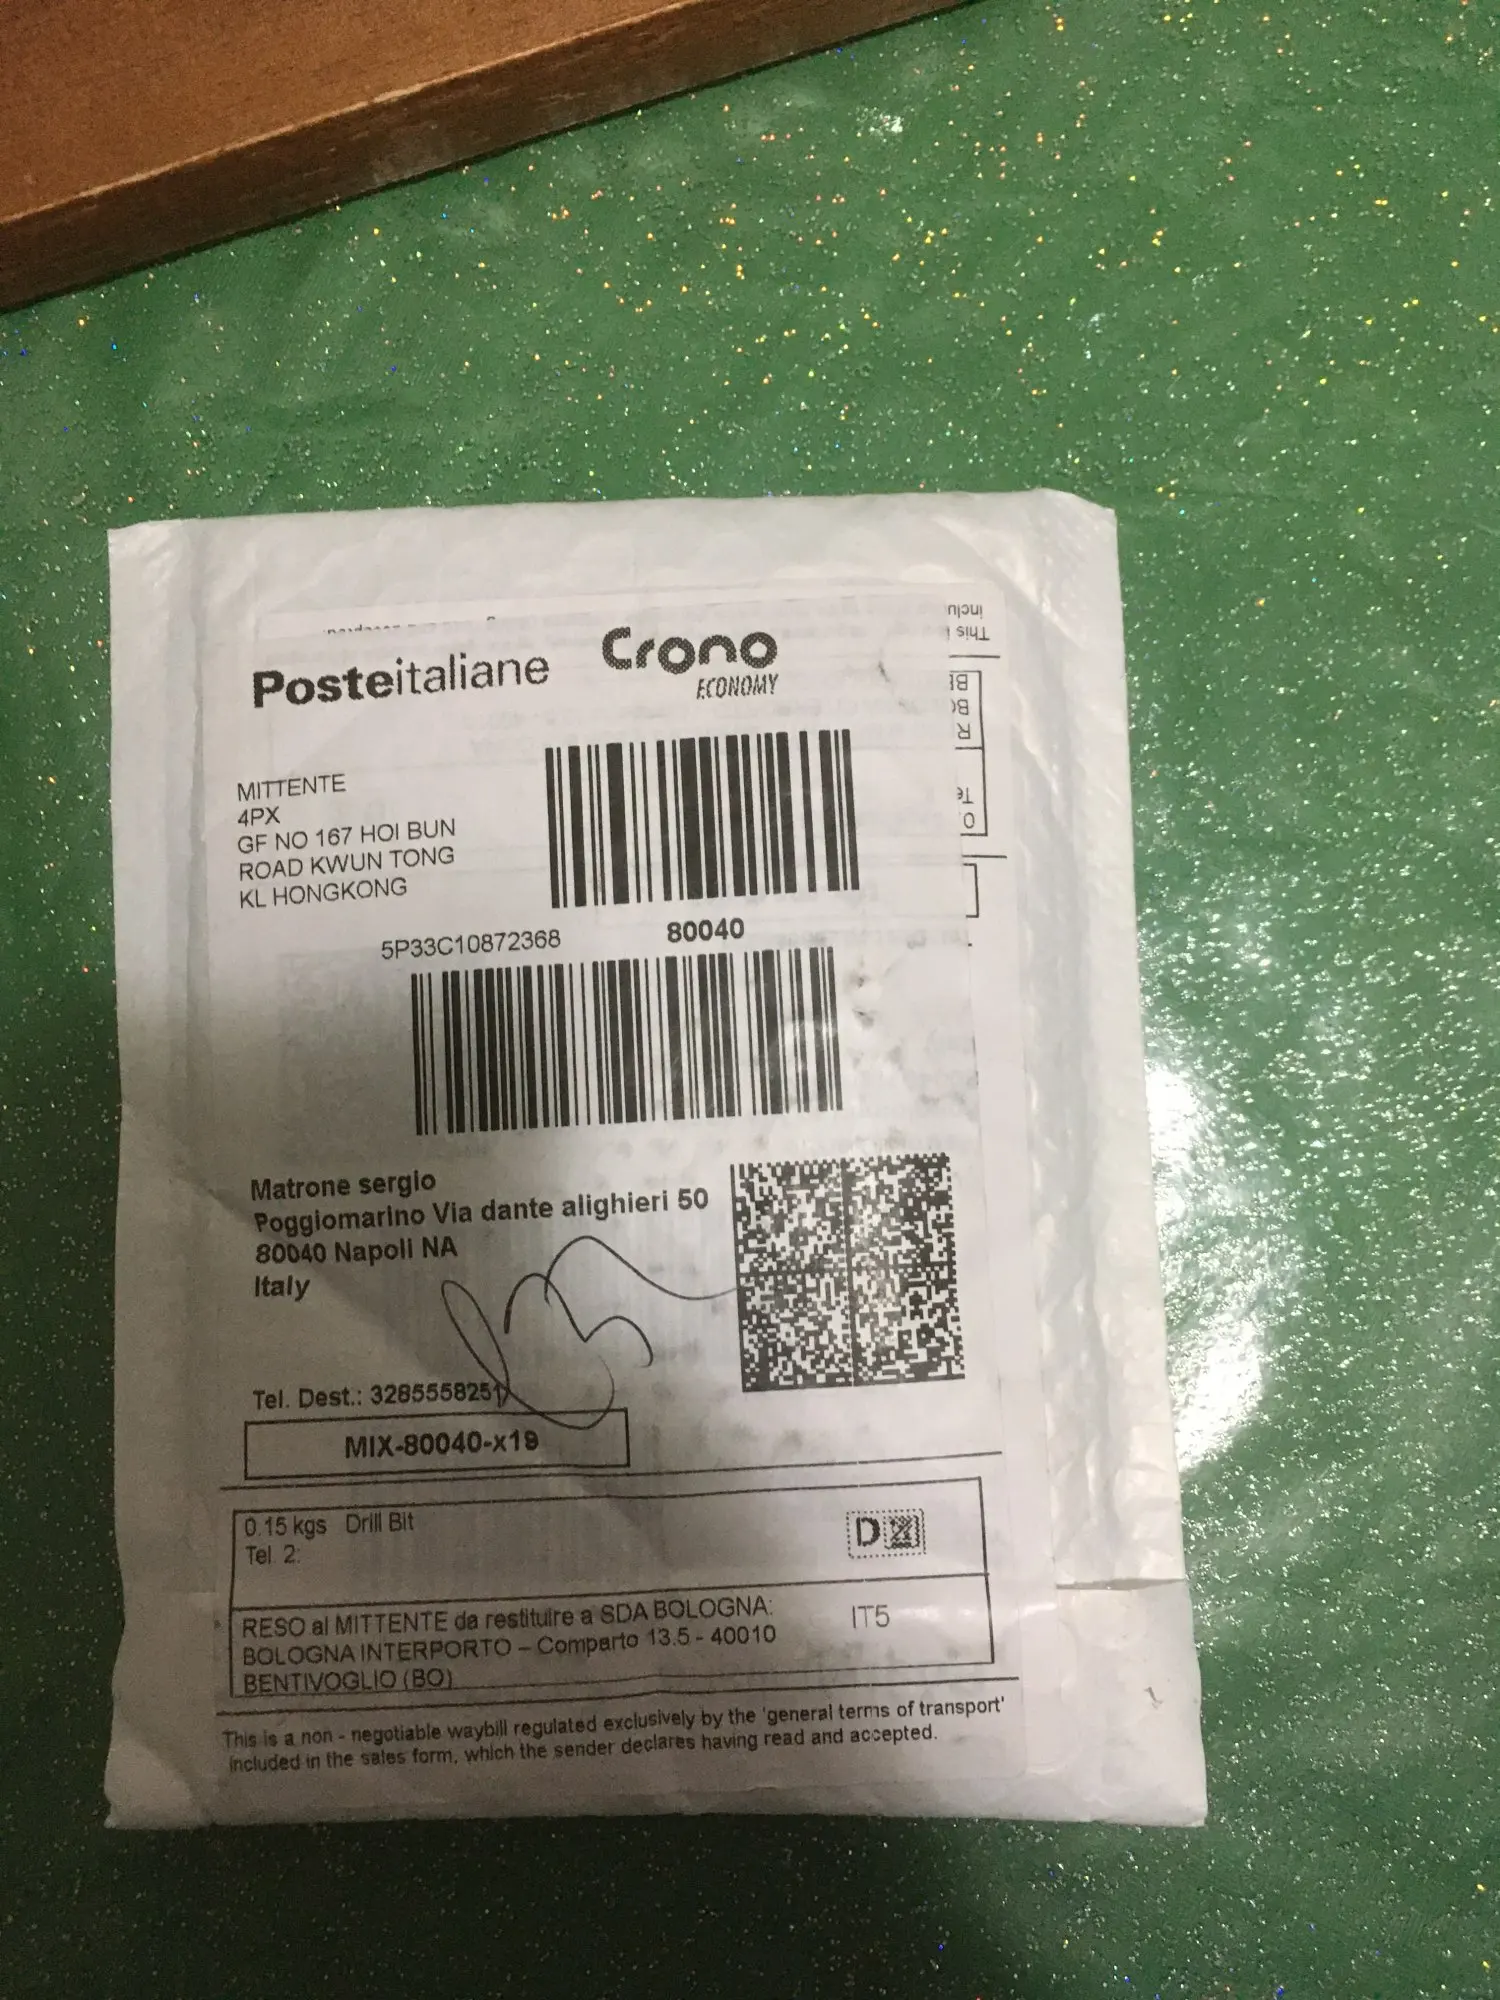 Posteitaliane
Crono
ECONOMY
MITTENTE
4PX
GF NO 167 HOI BUN
ROAD KWUN TONG
KL HONGKONG
5P33C10872368
80040
Matrone sergio
Poggiomarino Via dante alighieri 50
80040 Napoli NA
Italy
Tel. Dest.: 3285558251
MIX-80040-x19
0.15 kgs Drill Bit
Tel. 2:
D
RESO al MITTENTE da restituire a SDA BOLOGNA:
BOLOGNA INTERPORTO – Comparto 13.5 - 40010
BENTIVOGLIO (BO)
IT5
This is a non - negotiable waybill regulated exclusively by the 'general terms of transport'
included in the sales form, which the sender declares having read and accepted.
This i
inclu